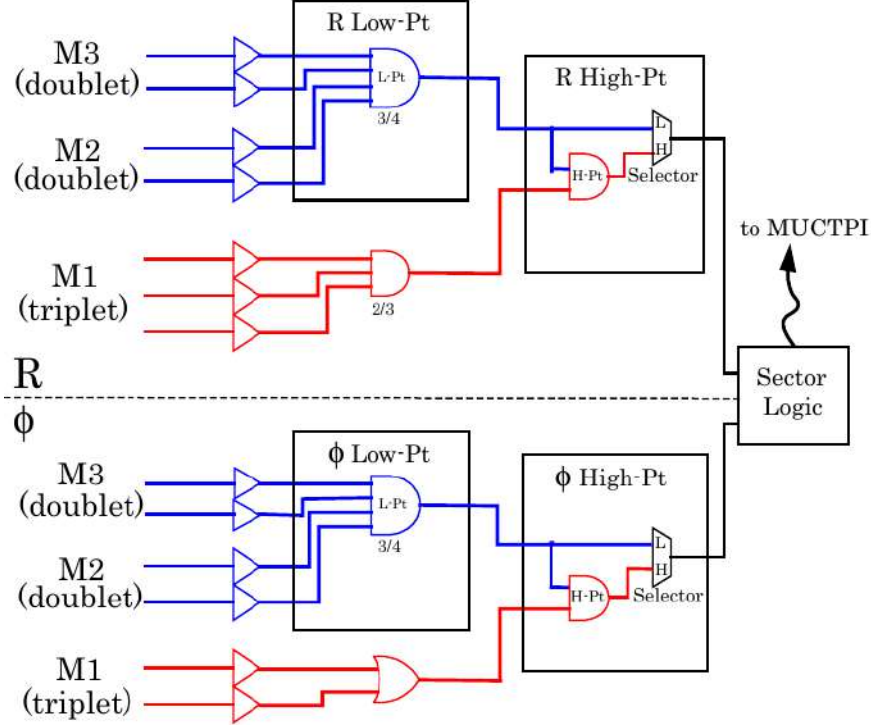 R Low-Pt
M3
(doublet)
L-Pt
3/4
M2
(doublet)
R High-Pt
L
H
H-Pt
Selector
to MUCTPI
M1
(triplet)
2/3
R
Sector
Logic
ϕ
ϕ Low-Pt
M3
(doublet)
L-Pt
3/4
M2
(doublet)
ϕ High-Pt
L
H
H-Pt
Selector
M1
(triplet)